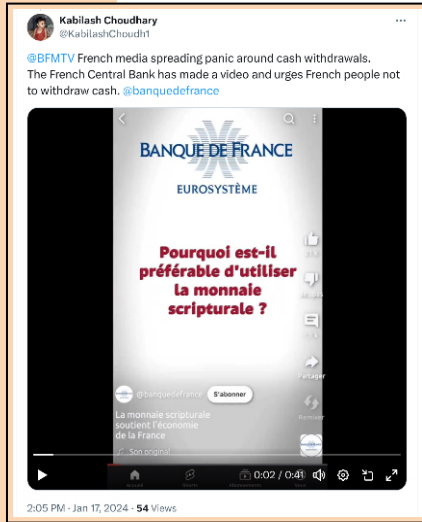 Kabilash Choudhary
@KabilashChoudh1
@BFMTV French media spreading panic around cash withdrawals.
The French Central Bank has made a video and urges French people not
to withdraw cash. @banquedefrance
BANQUE DE FRANCE
EUROSYSTÈME
Pourquoi est-il
préférable d'utiliser
la monnaie
scripturale ?
Partager
Remixer
@banquedefrance S'abonner
La monnaie scripturale
soutient l'économie
de la France
Son original
0:02 / 0:41
2:05 PM · Jan 17, 2024 · 54 Views